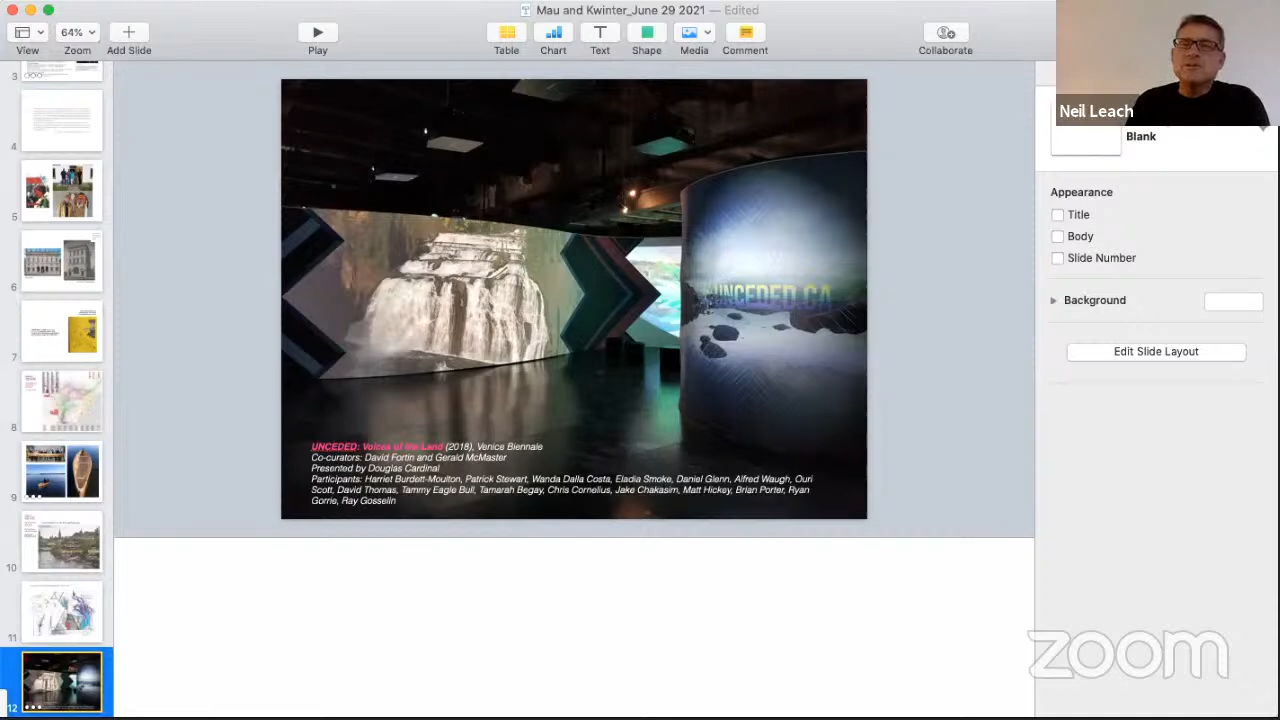 Mau and Kwinter_June 29 2021 — Edited
64%
View
Zoom
Add Slide
Play
Table
Chart
Text
Shape
Media
Comment
Collaborate
Neil Leach
Blank
Appearance
Title
Body
Slide Number
Background
Edit Slide Layout
3
4
5
6
7
8
9
10
11
12
UNCEDED.CA
UNCEDED: Voices of the Land (2018), Venice Biennale
Co-curators: David Fortin and Gerald McMaster
Presented by Douglas Cardinal
Participants: Harriet Burdett-Moulton, Patrick Stewart, Wanda Dalla Costa, Eladia Smoke, Daniel Glenn, Alfred Waugh, Ouri
Scott, David Thomas, Tammy Eagle Bull, Tamarah Begay, Chris Cornelius, Jake Chakasim, Matt Hickey, Brian Porter, Ryan
Gorrie, Ray Gosselin
zoom